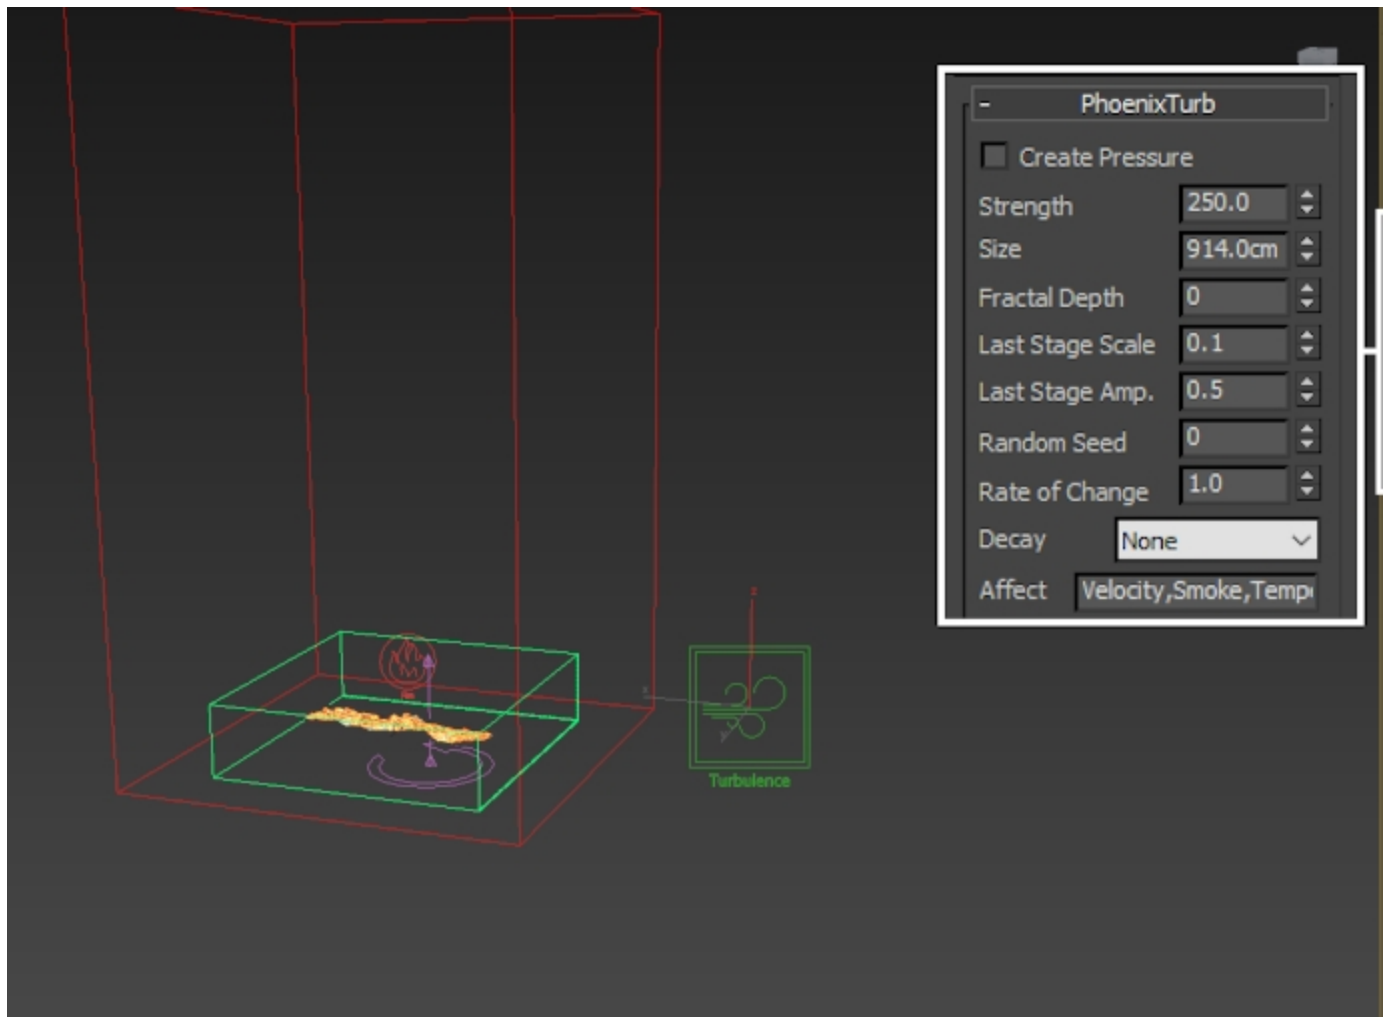 - PhoenixTurb
Create Pressure
Strength 250.0
Size 914.0cm
Fractal Depth 0
Last Stage Scale 0.1
Last Stage Amp. 0.5
Random Seed 0
Rate of Change 1.0
Decay None
Affect Velocity,Smoke,Temp
z
x
y
Turbulence